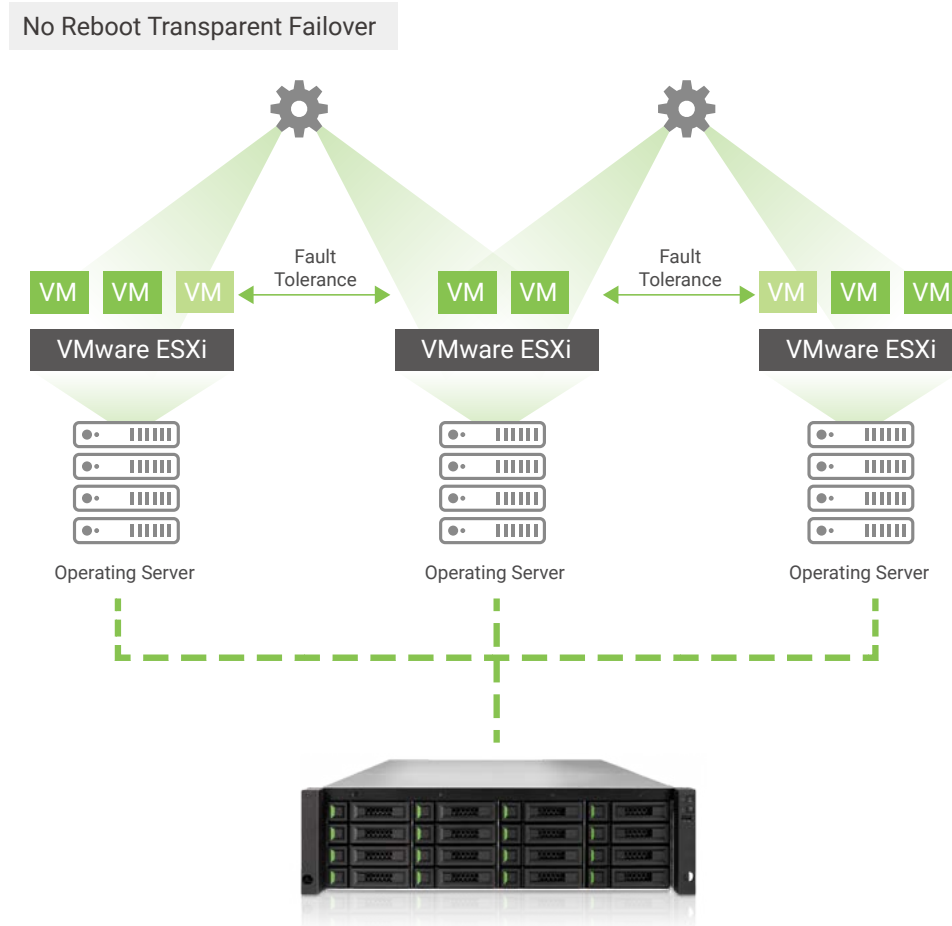 No Reboot Transparent Failover
Fault
Tolerance
Fault
Tolerance
VM VM VM
VM VM
VM VM VM
VMware ESXi
VMware ESXi
VMware ESXi
Operating Server
Operating Server
Operating Server